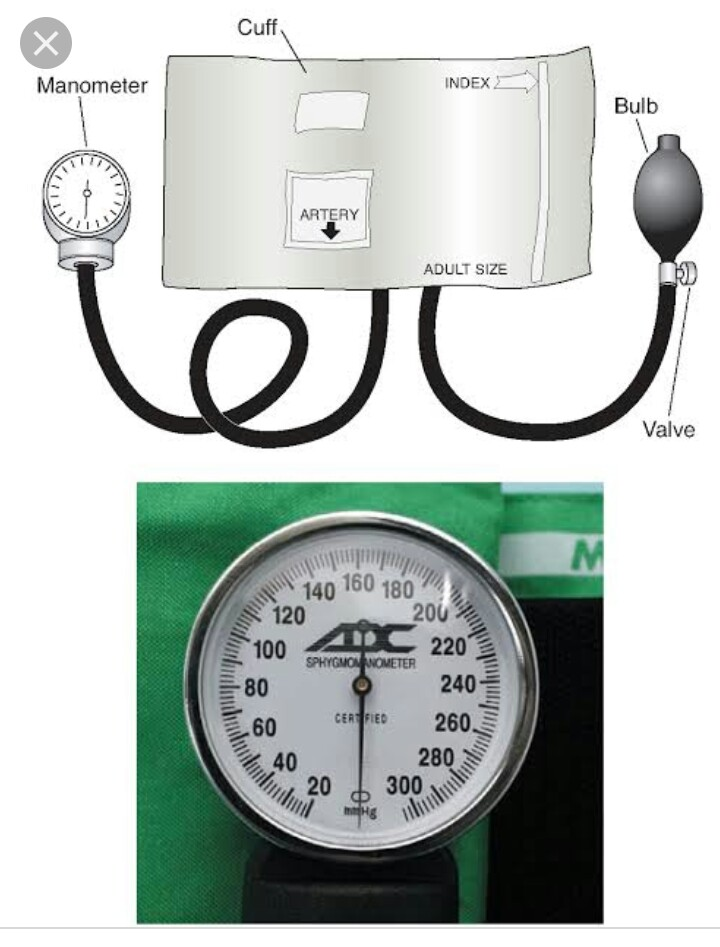 Cuff
Manometer
INDEX
Bulb
ARTERY
ADULT SIZE
Valve
M
140 160 180
120 200
ADC
100 220
SPHYGMOMANOMETER
80 240
CERTIFIED
60 260
40 280
20 300
mmHg